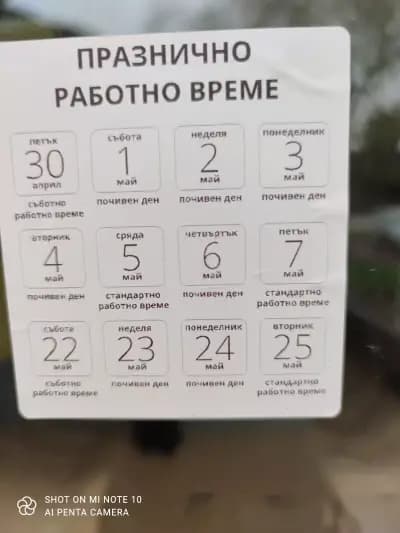 ПРАЗНИЧНО
РАБОТНО ВРЕМЕ
петък
30
април
съботно
работно време
събота
1
май
почивен ден
неделя
2
май
почивен ден
понеделник
3
май
почивен ден
вторник
4
май
почивен ден
сряда
5
май
стандартно
работно време
четвъртък
6
май
почивен ден
петък
7
май
стандартно
работно време
събота
22
май
съботно
работно време
неделя
23
май
почивен ден
понеделник
24
май
почивен ден
вторник
25
май
стандартно
работно време
SHOT ON MI NOTE 10
AI PENTA CAMERA